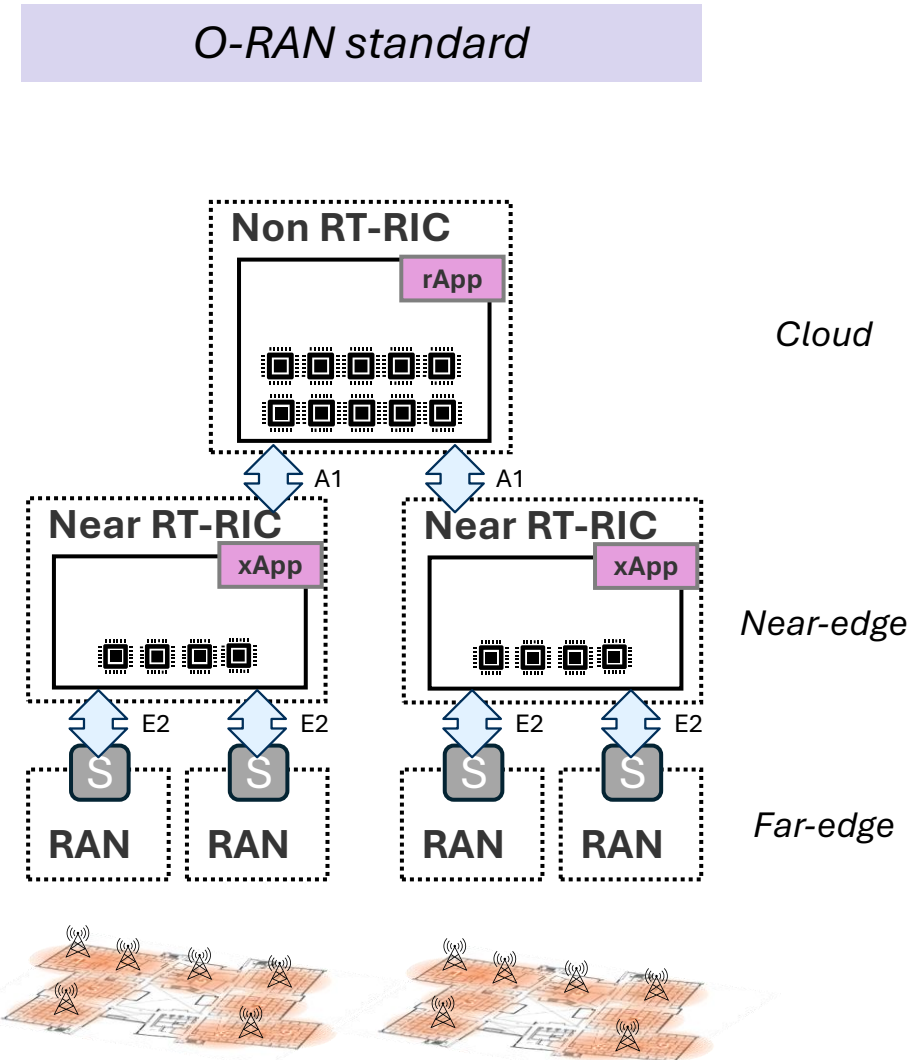 O-RAN standard
Non RT-RIC
rApp
Cloud
A1
A1
Near RT-RIC
Near RT-RIC
xApp
xApp
Near-edge
E2
E2
E2
E2
S
S
S
S
RAN
RAN
RAN
RAN
Far-edge